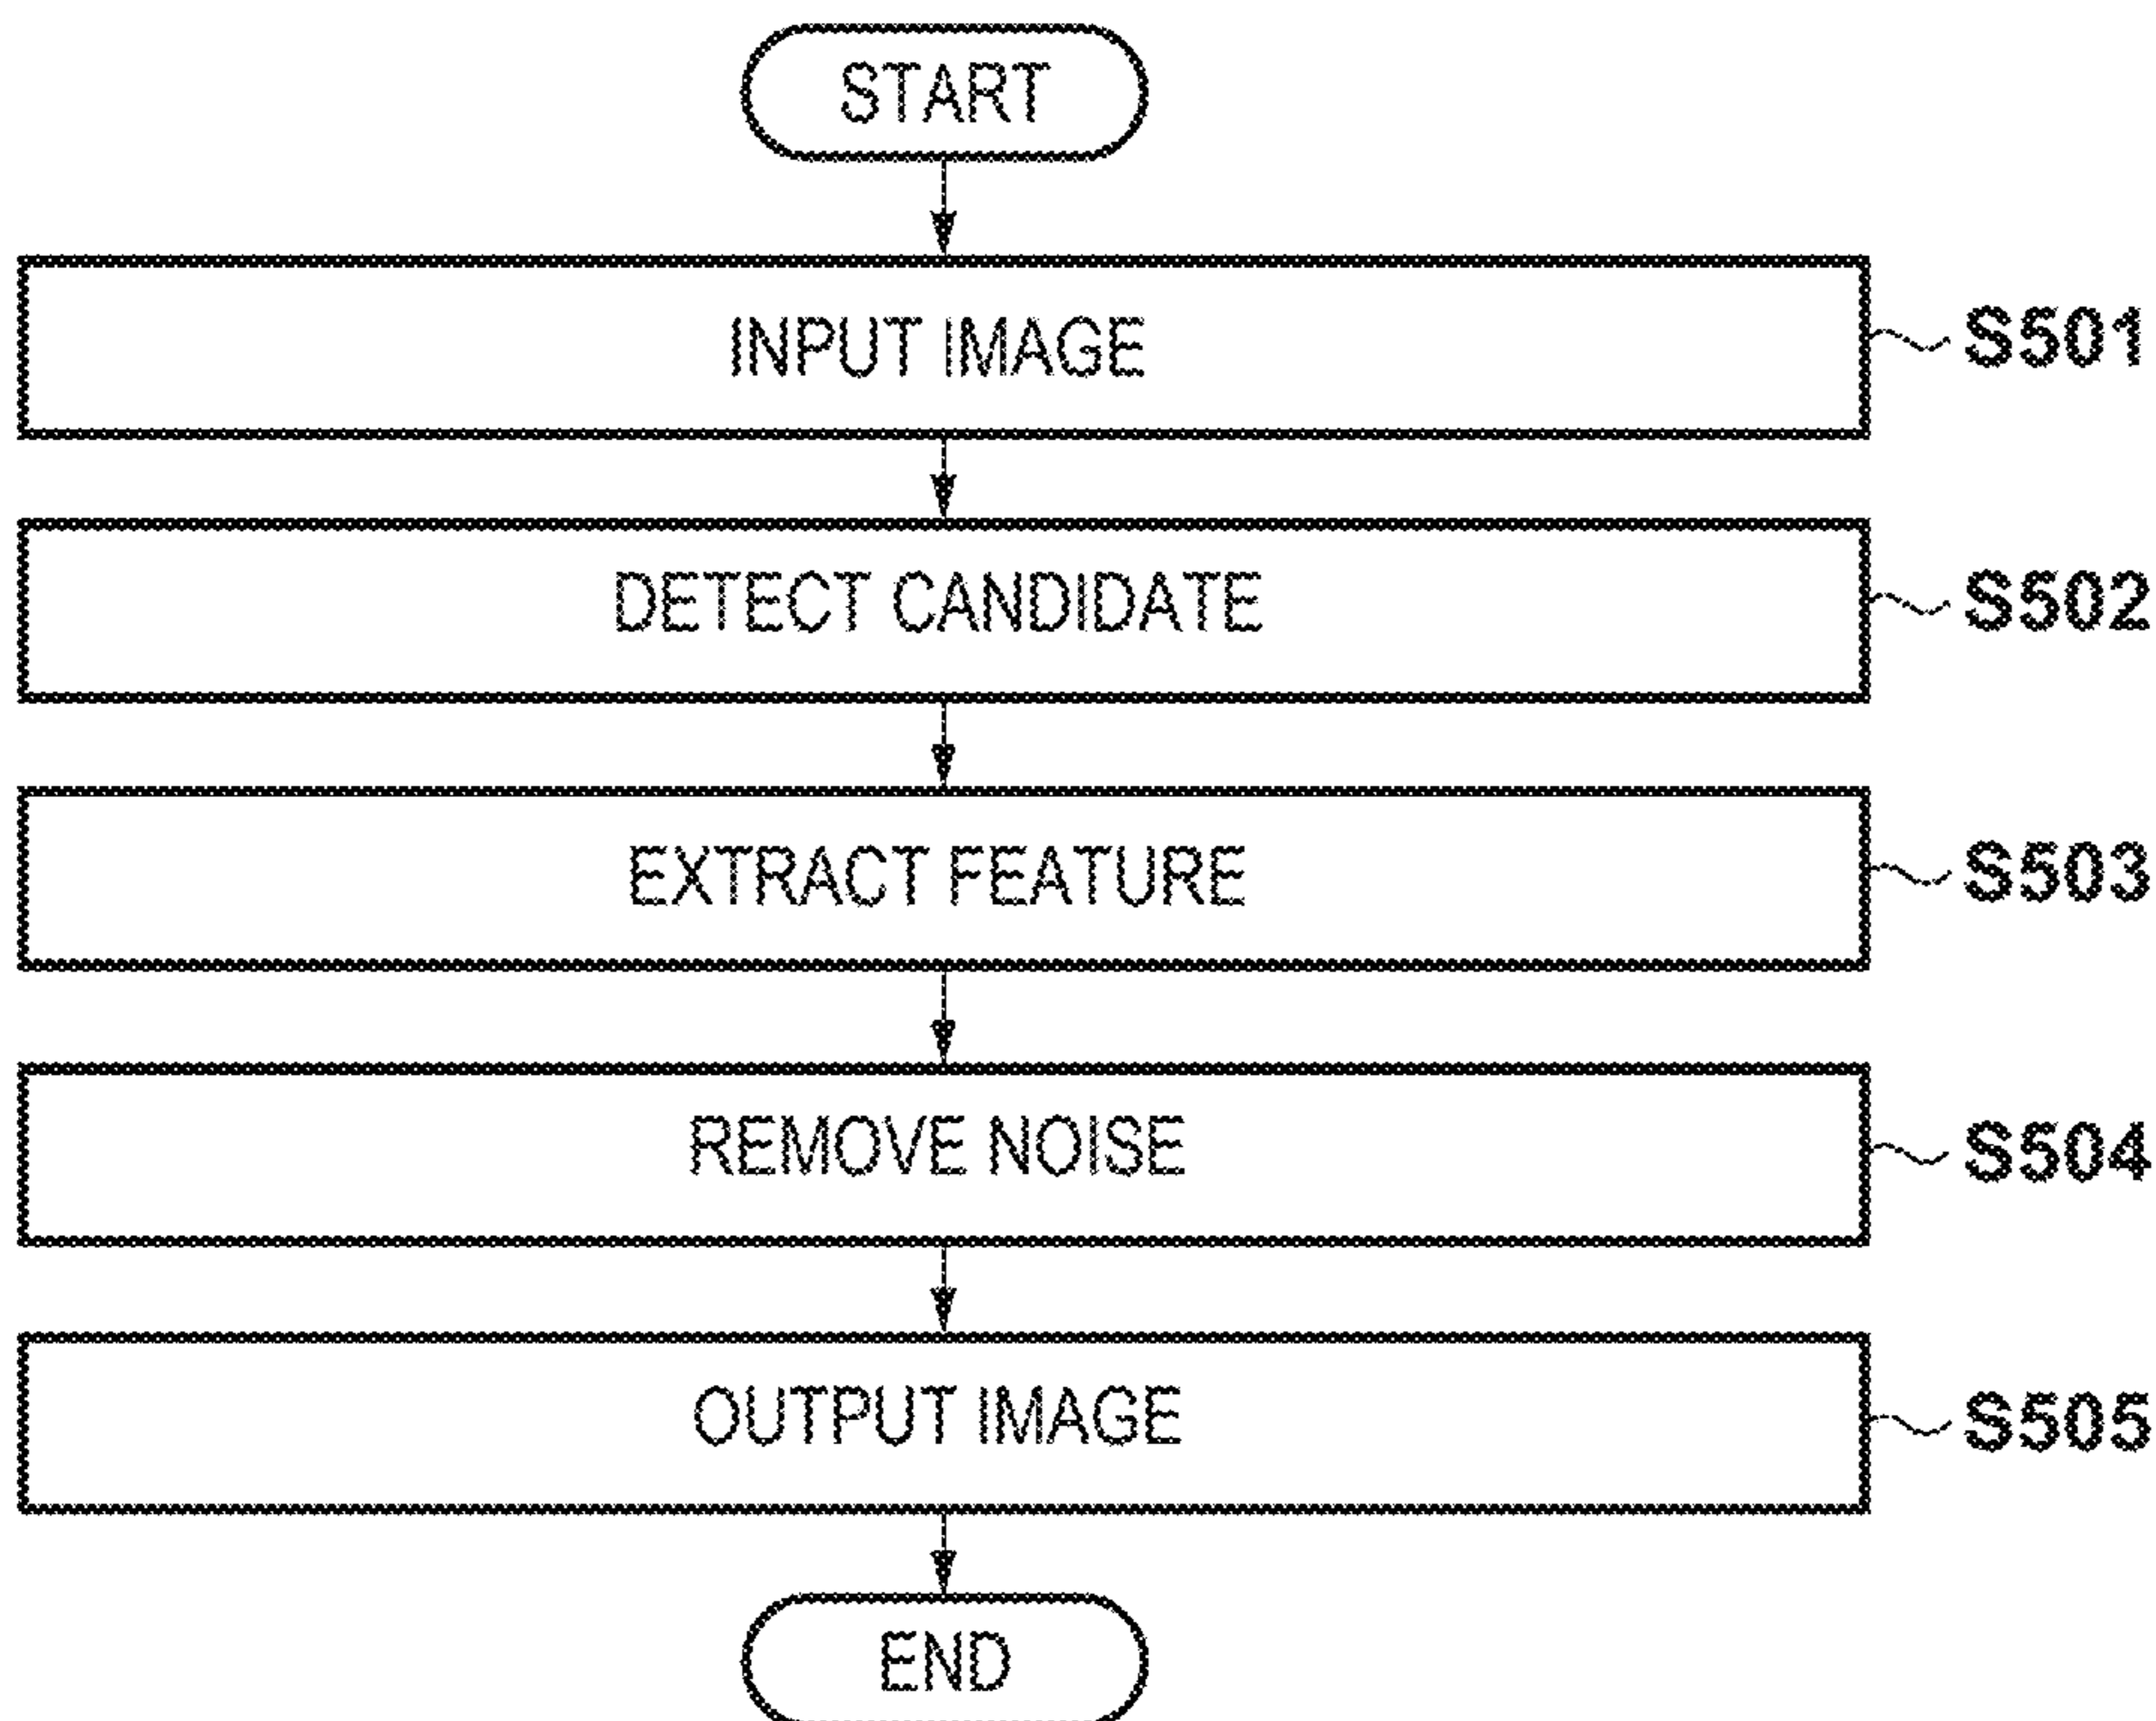 START
INPUT IMAGE
S501
DETECT CANDIDATE
S502
EXTRACT FEATURE
S503
REMOVE NOISE
S504
OUTPUT IMAGE
S505
END